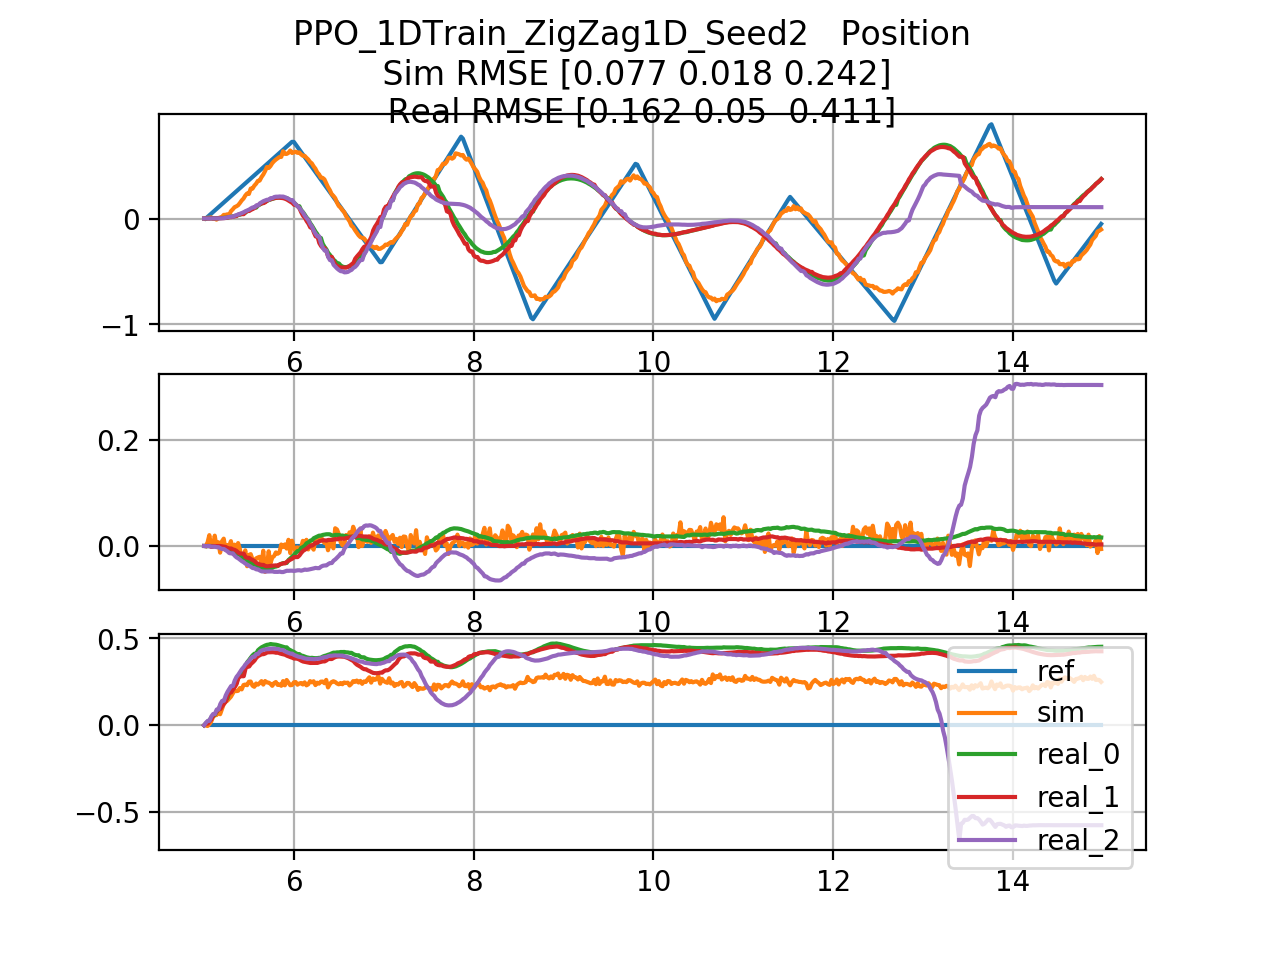 PPO_1DTrain_ZigZag1D_Seed2   Position
Sim RMSE [0.077 0.018 0.242]
Real RMSE [0.162 0.05  0.411]
0
−1
6 8 10 12 14
0.2
0.0
6 8 10 12 14
0.5
0.0
−0.5
6 8 10 12 14
ref
sim
real_0
real_1
real_2